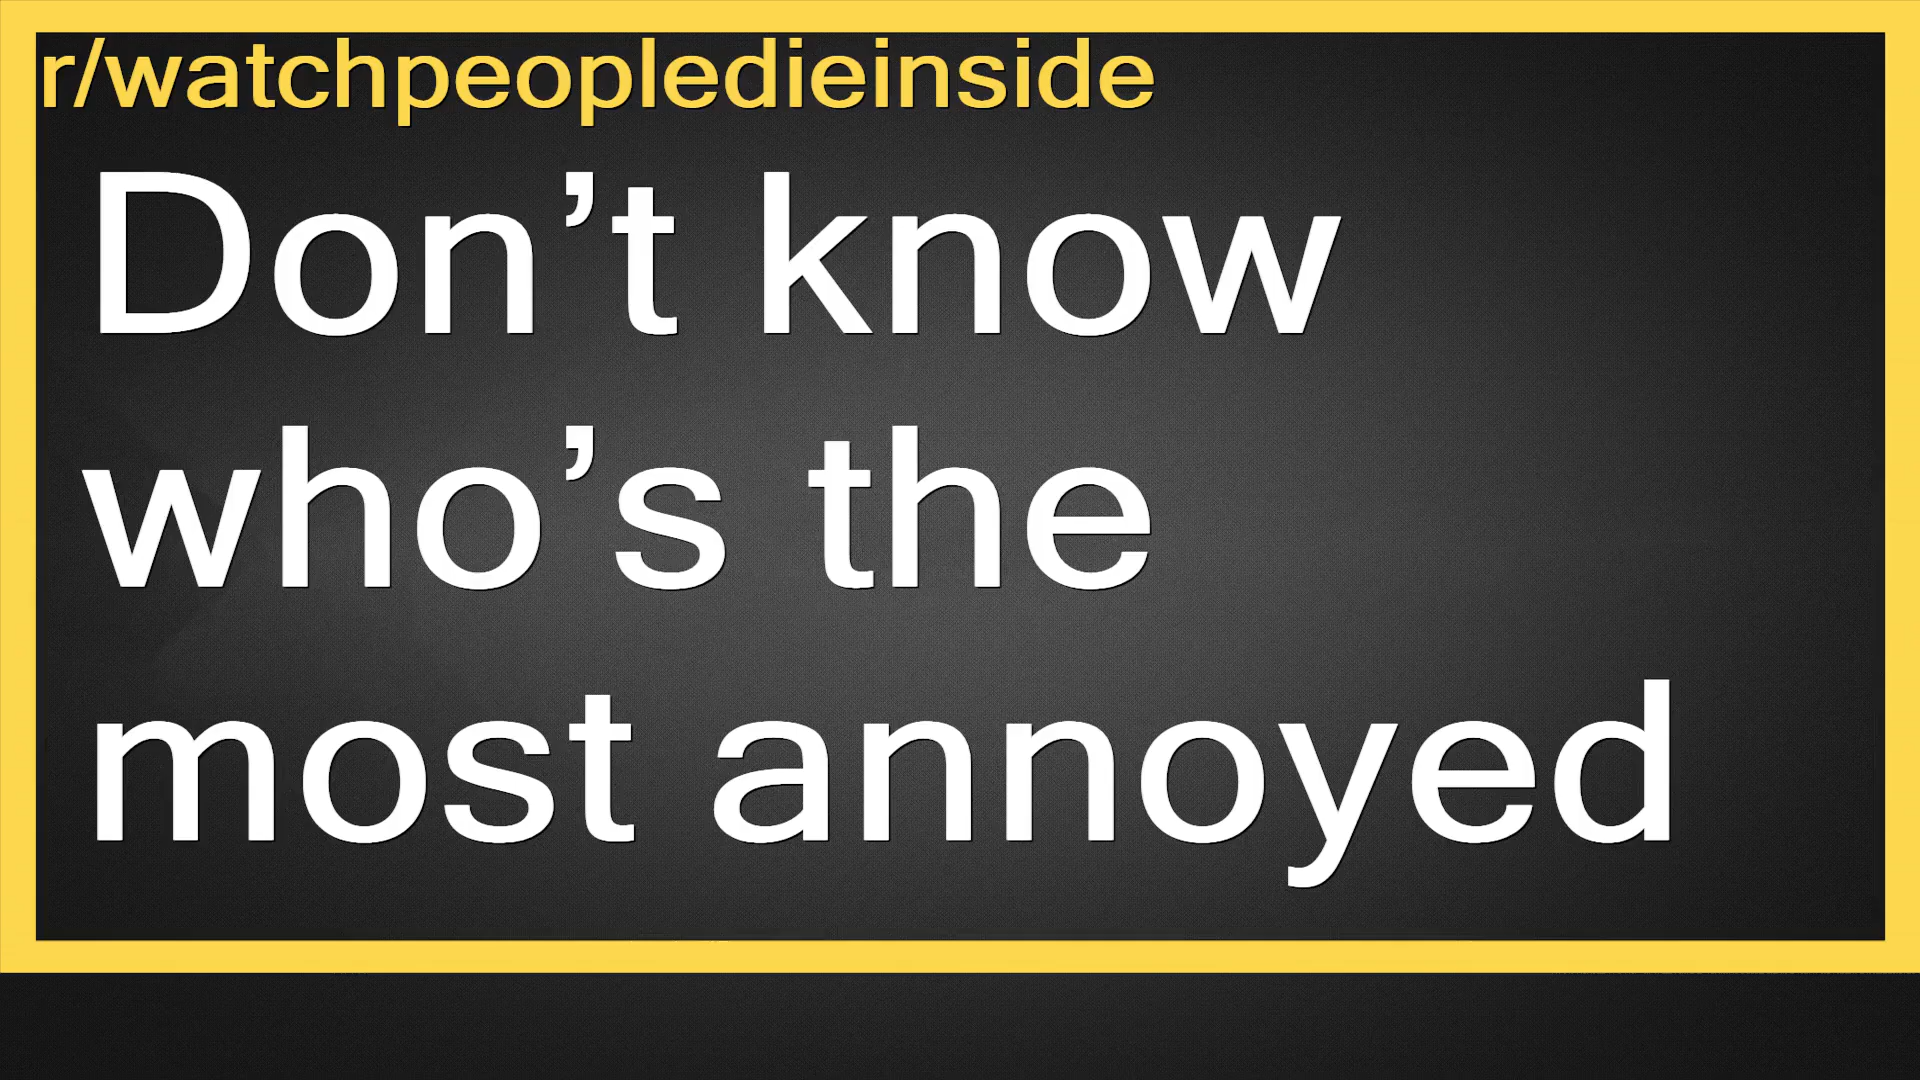 r/watchpeopledieinside
Don’t know
who’s the
most annoyed